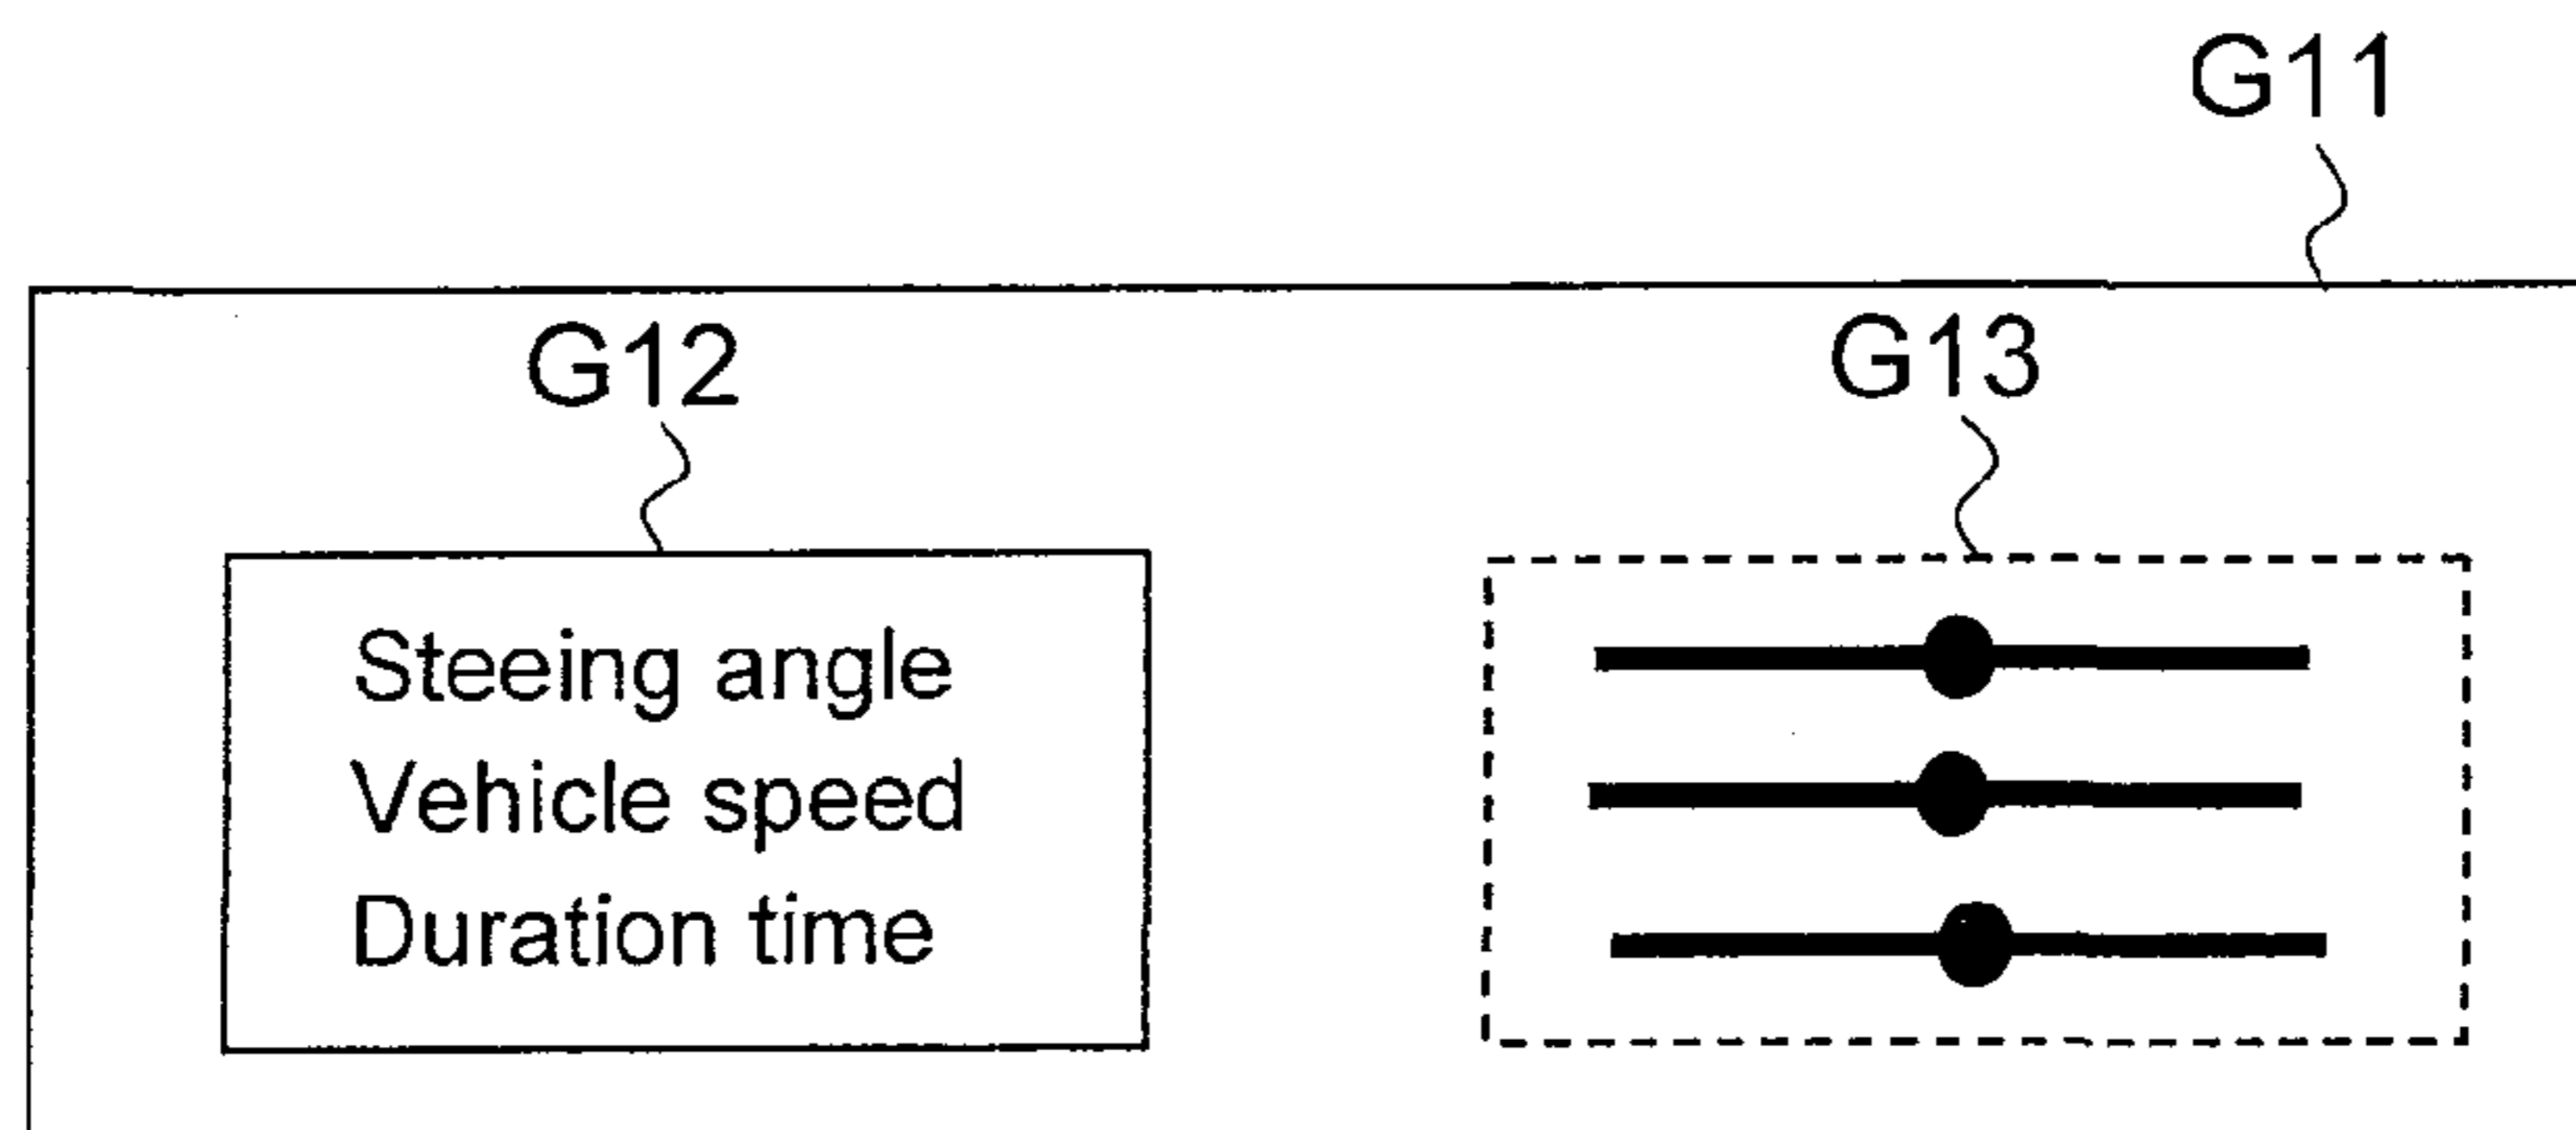 G11
G12
G13
Steeing angle
Vehicle speed
Duration time